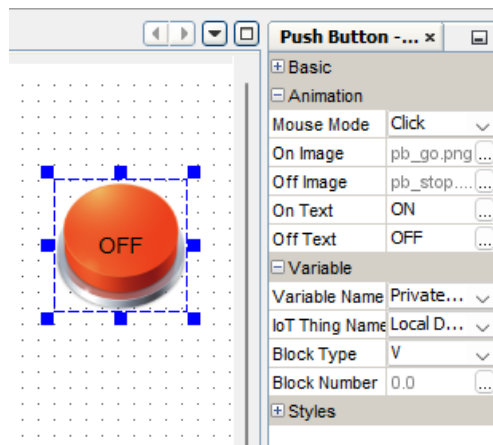 Push Button -... ×
Basic
Animation
Mouse Mode Click
On Image pb_go.png ...
Off Image pb_stop.... ...
On Text ON ...
Off Text OFF ...
Variable
Variable Name Private...
IoT Thing Name Local D...
Block Type V
Block Number 0.0 ...
Styles
OFF